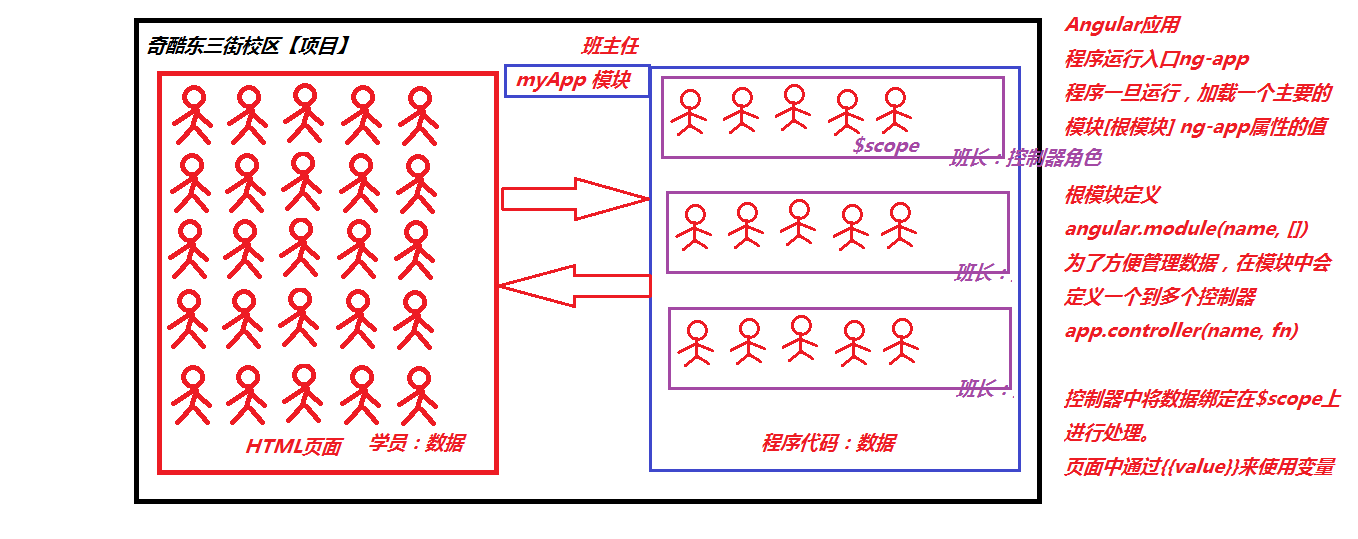 奇酷东三街校区【项目】
班主任
myApp 模块
$scope
班长：控制器角色
班长：
班长：
HTML页面
学员：数据
程序代码：数据
Angular应用
程序运行入口ng-app
程序一旦运行，加载一个主要的
模块[根模块] ng-app属性的值
根模块定义
angular.module(name, [])
为了方便管理数据，在模块中会
定义一个到多个控制器
app.controller(name, fn)
控制器中将数据绑定在$scope上
进行处理。
页面中通过{{value}}来使用变量